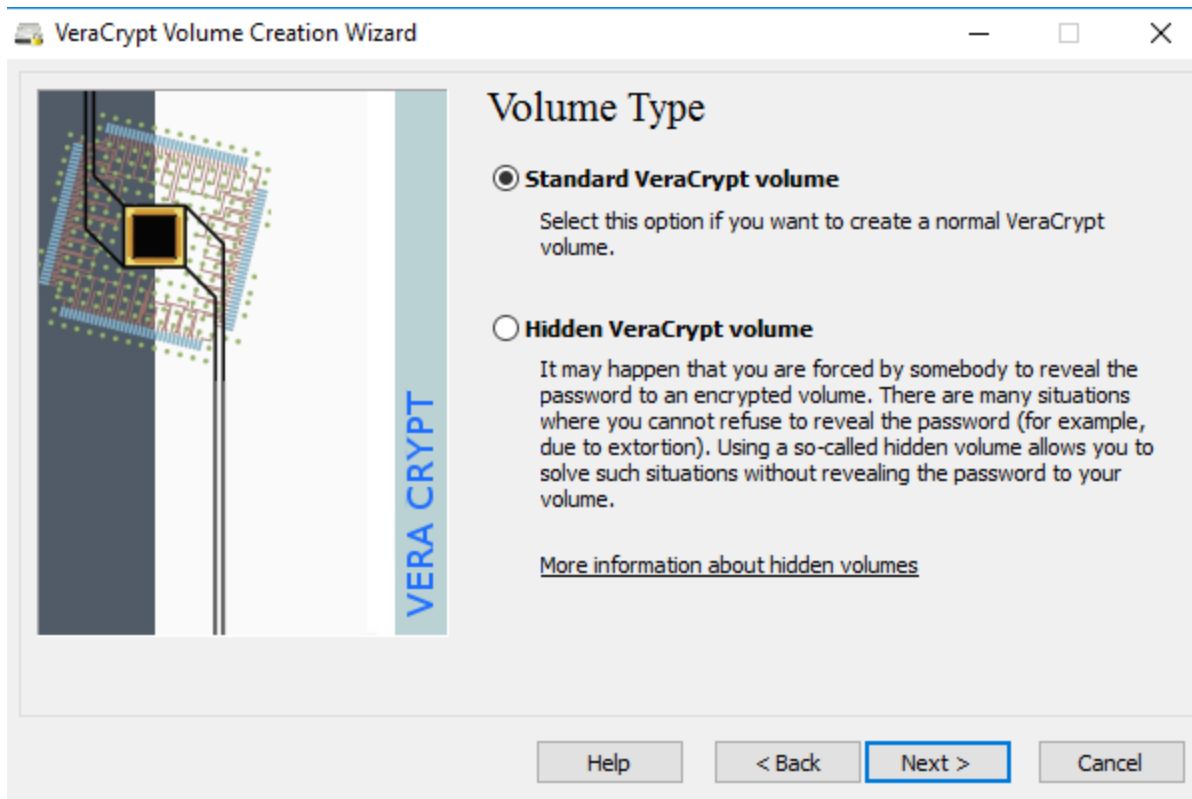 VeraCrypt Volume Creation Wizard
Volume Type
Standard VeraCrypt volume
Select this option if you want to create a normal VeraCrypt
volume.
Hidden VeraCrypt volume
It may happen that you are forced by somebody to reveal the
password to an encrypted volume. There are many situations
where you cannot refuse to reveal the password (for example,
due to extortion). Using a so-called hidden volume allows you to
solve such situations without revealing the password to your
volume.
More information about hidden volumes
VERA CRYPT
Help
< Back
Next >
Cancel